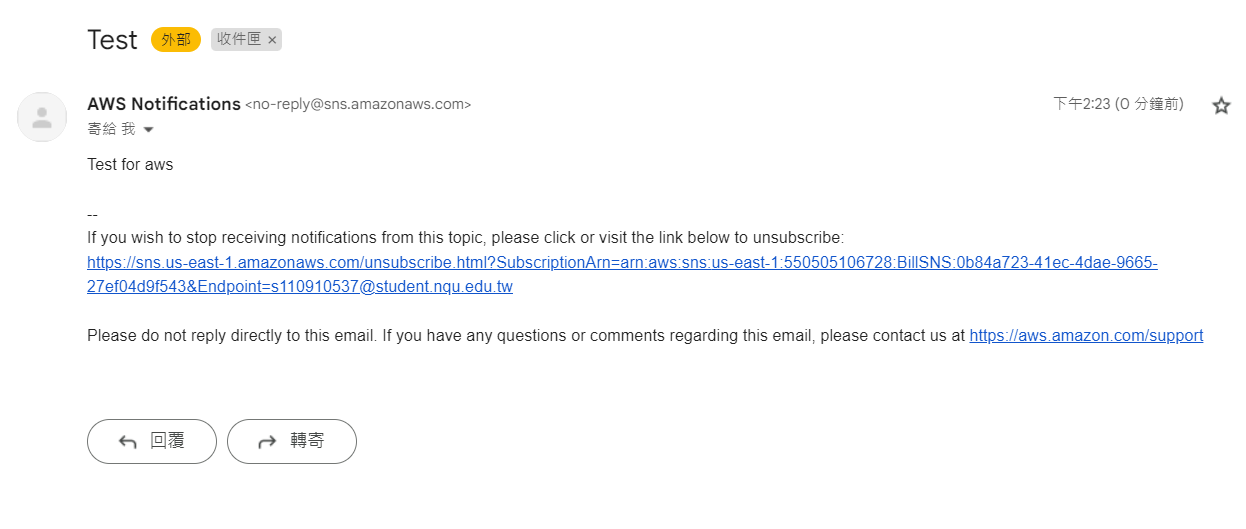 Test 外部 收件匣 ×
AWS Notifications <no-reply@sns.amazonaws.com> 下午2:23 (0 分鐘前)
寄給 我
Test for aws
--
If you wish to stop receiving notifications from this topic, please click or visit the link below to unsubscribe:
https://sns.us-east-1.amazonaws.com/unsubscribe.html?SubscriptionArn=arn:aws:sns:us-east-1:550505106728:BillSNS:0b84a723-41ec-4dae-9665-
27ef04d9f543&Endpoint=s110910537@student.nqu.edu.tw
Please do not reply directly to this email. If you have any questions or comments regarding this email, please contact us at https://aws.amazon.com/support
回覆 轉寄